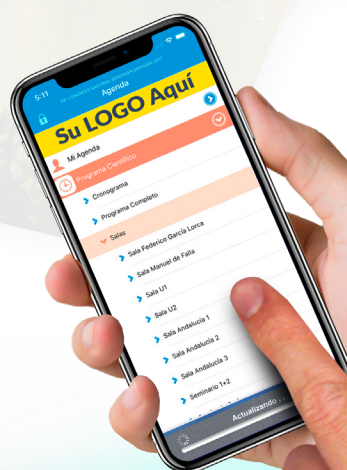 5:11
Agenda
Su LOGO Aquí
Mi Agenda
Programa Científico
Cronograma
Programa Completo
Salas
Sala Federico García Lorca
Sala Manuel de Falla
Sala U1
Sala U2
Sala Andalucía 1
Sala Andalucía 2
Sala Andalucía 3
Seminario 1+2
Actualizando . . .